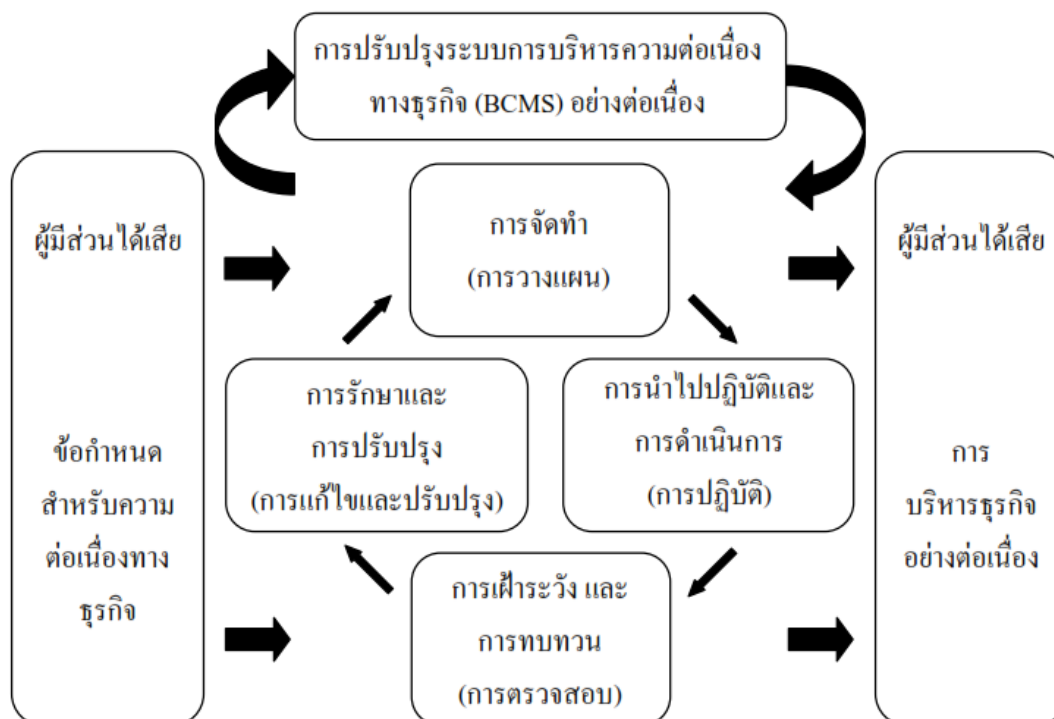 การปรับปรุงระบบการบริหารความต่อเนื่อง
ทางธุรกิจ (BCMS) อย่างต่อเนื่อง
ผู้มีส่วนได้เสีย
ข้อกำหนด
สำหรับความ
ต่อเนื่องทาง
ธุรกิจ
การจัดทำ
(การวางแผน)
การรักษาและ
การปรับปรุง
(การแก้ไขและปรับปรุง)
การนำไปปฏิบัติและ
การดำเนินการ
(การปฏิบัติ)
การเฝ้าระวัง และ
การทบทวน
(การตรวจสอบ)
ผู้มีส่วนได้เสีย
การ
บริหารธุรกิจ
อย่างต่อเนื่อง